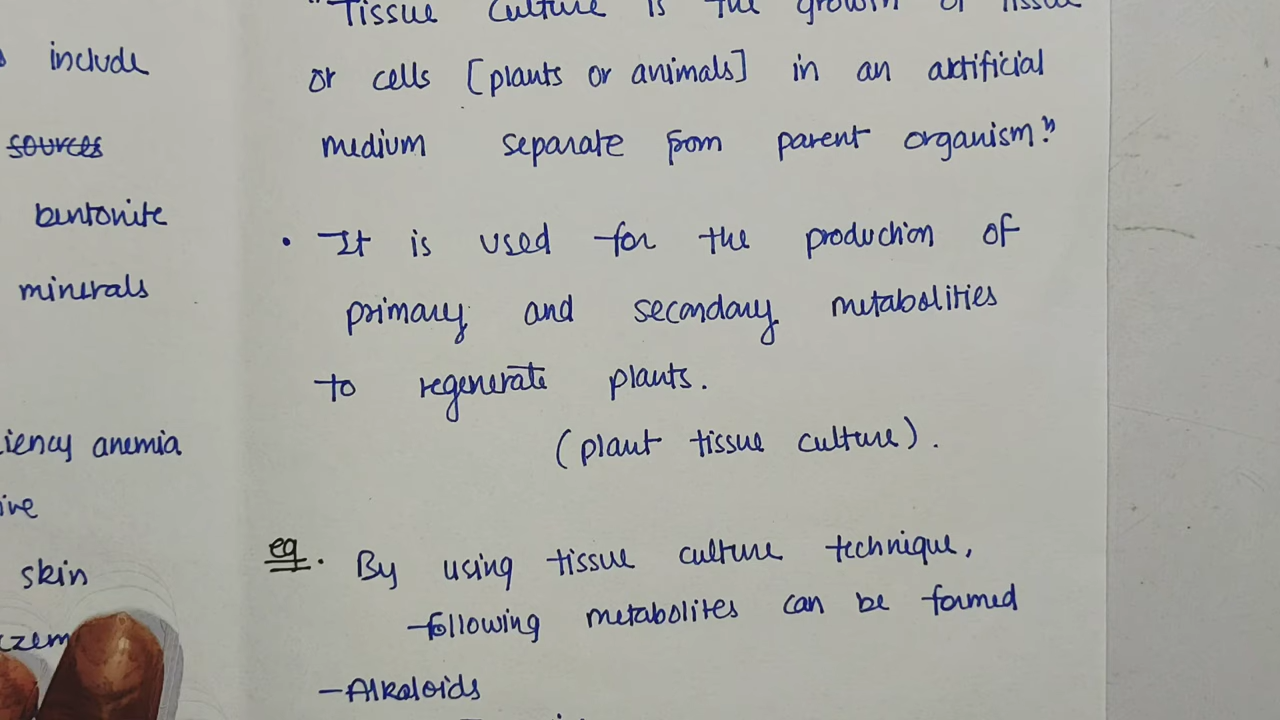 include
sources
bentonite
minerals
iency anemia
ive
skin
czem
"Tissue culture is the growth of tissue
or cells [plants or animals] in an artificial
medium separate from parent organism."
• It is used for the production of
primary and secondary metabolities
to regenerate plants.
(plant tissue culture).
eg. By using tissue culture technique,
following metabolites can be formed
- Alkaloids